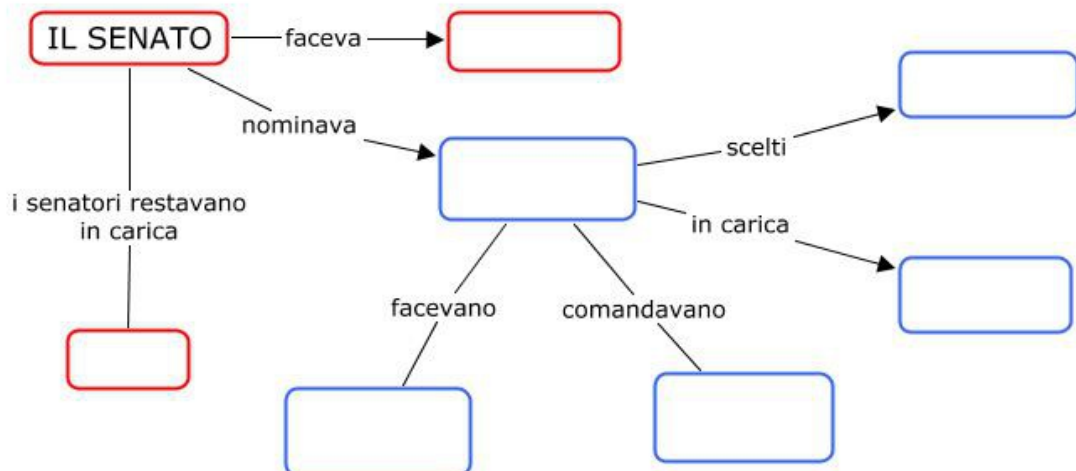 IL SENATO
faceva
nominava
scelti
i senatori restavano
in carica
in carica
facevano
comandavano